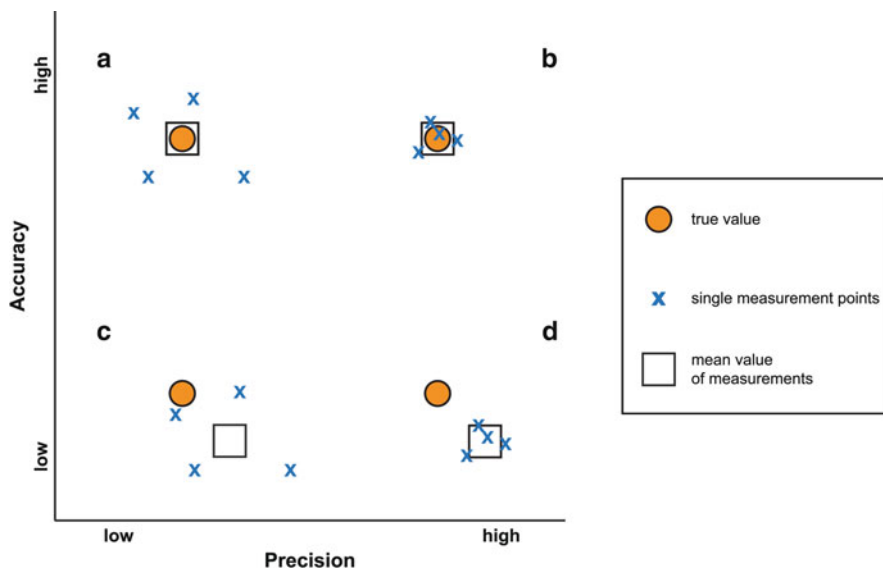 a
b
high
Accuracy
c
d
low
low
high
Precision
true value
single measurement points
mean value
of measurements